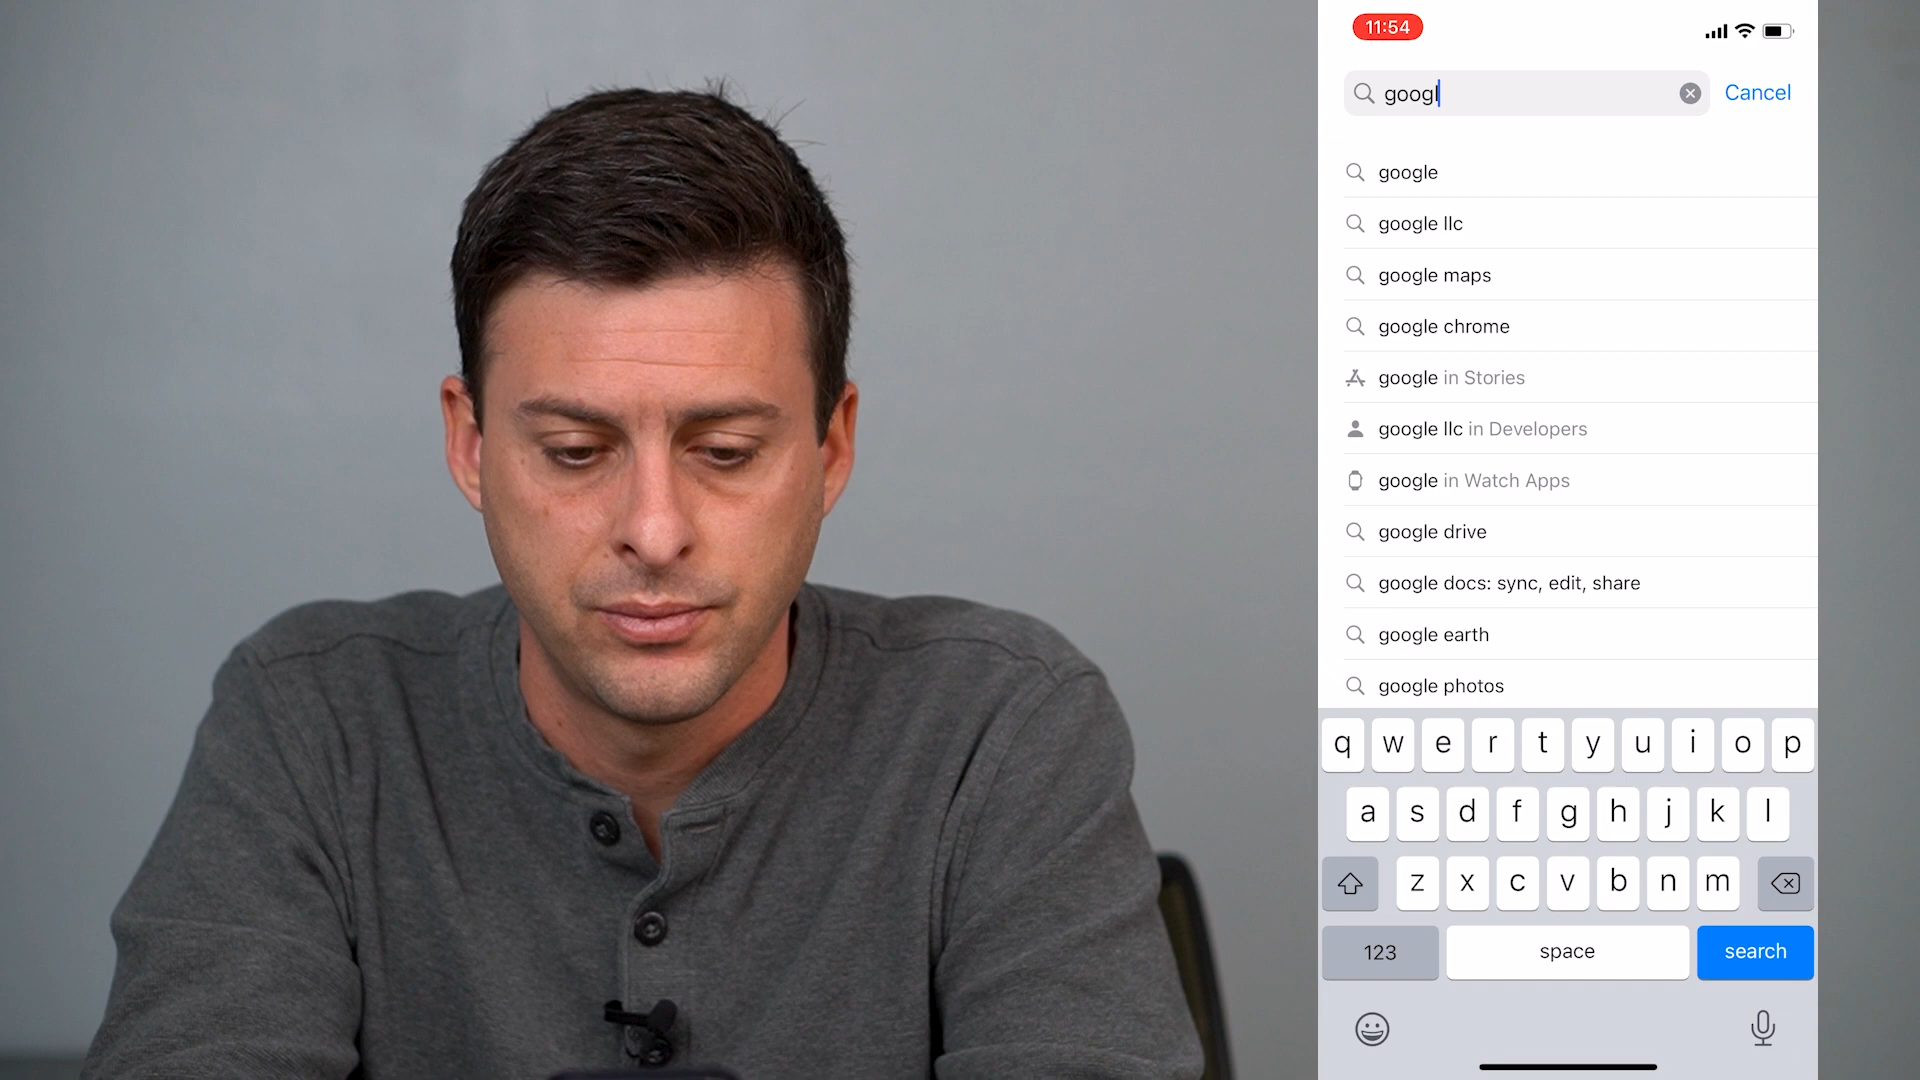 11:54
googl
Cancel
google
google llc
google maps
google chrome
google in Stories
google llc in Developers
google in Watch Apps
google drive
google docs: sync, edit, share
google earth
google photos
q w e r t y u i o p
a s d f g h j k l
z x c v b n m
123 space search